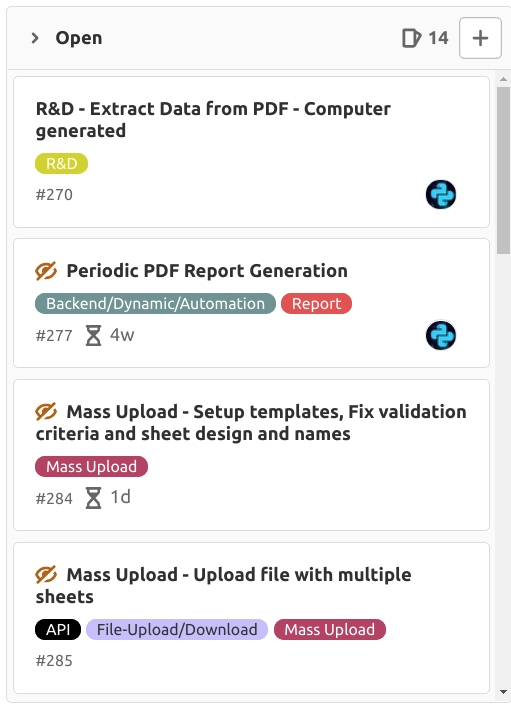 Open
14
R&D - Extract Data from PDF - Computer
generated
R&D
#270
Periodic PDF Report Generation
Backend/Dynamic/Automation Report
#277 4w
Mass Upload - Setup templates, Fix validation
criteria and sheet design and names
Mass Upload
#284 1d
Mass Upload - Upload file with multiple
sheets
API File-Upload/Download Mass Upload
#285